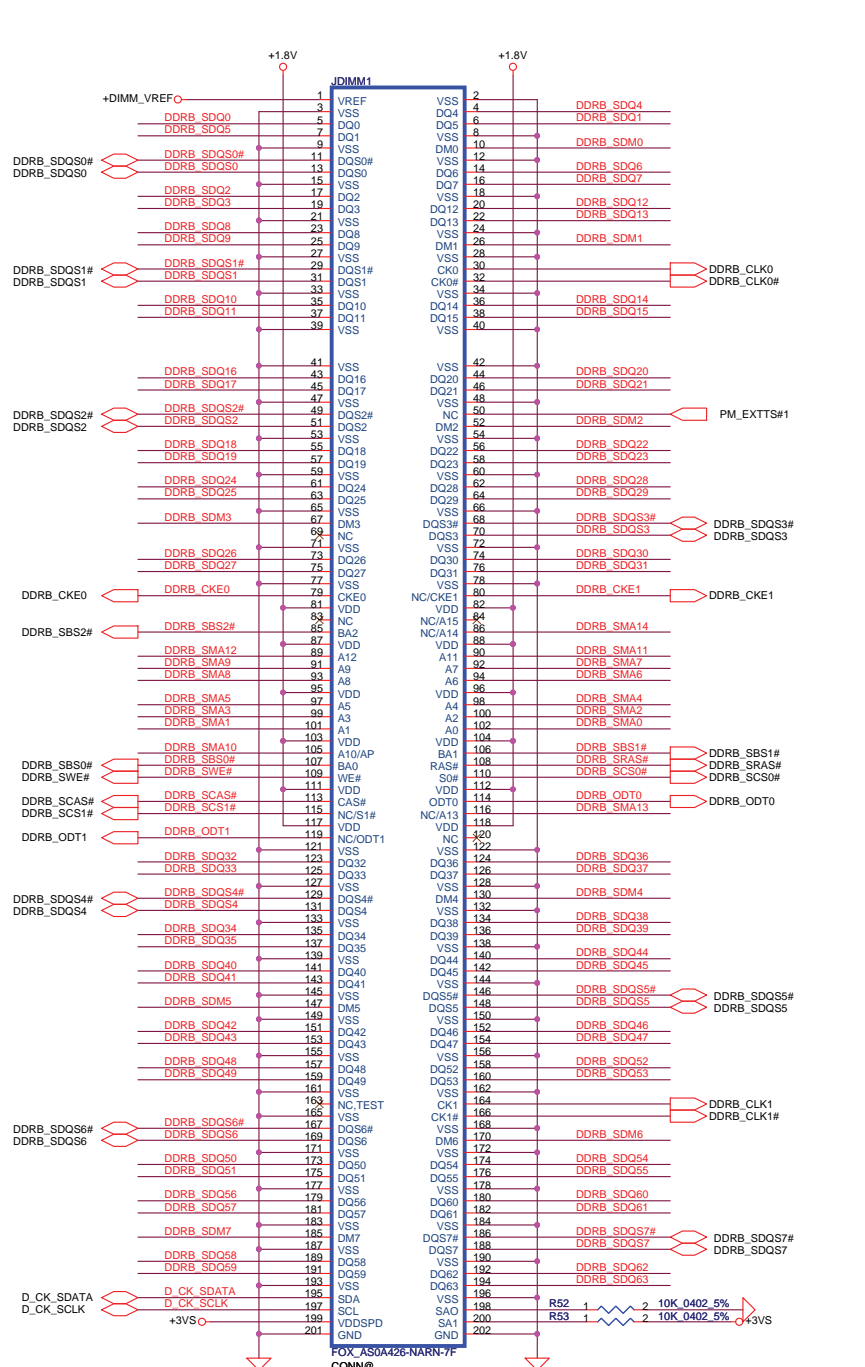 +1.8V +1.8V
JDIMM1
+DIMM_VREF 1 VREF VSS 2
3 VSS DQ4 4 DDRB_SDQ4
DDRB_SDQ0 5 DQ0 DQ5 6 DDRB_SDQ1
DDRB_SDQ5 7 DQ1 VSS 8
9 VSS DM0 10 DDRB_SDM0
DDRB_SDQS0# DDRB_SDQS0# 11 DQS0# VSS 12
DDRB_SDQS0 DDRB_SDQS0 13 DQS0 DQ6 14 DDRB_SDQ6
15 VSS DQ7 16 DDRB_SDQ7
DDRB_SDQ2 17 DQ2 VSS 18
DDRB_SDQ3 19 DQ3 DQ12 20 DDRB_SDQ12
21 VSS DQ13 22 DDRB_SDQ13
DDRB_SDQ8 23 DQ8 VSS 24
DDRB_SDQ9 25 DQ9 DM1 26 DDRB_SDM1
27 VSS VSS 28
DDRB_SDQS1# DDRB_SDQS1# 29 DQS1# CK0 30 DDRB_CLK0
DDRB_SDQS1 DDRB_SDQS1 31 DQS1 CK0# 32 DDRB_CLK0#
33 VSS VSS 34
DDRB_SDQ10 35 DQ10 DQ14 36 DDRB_SDQ14
DDRB_SDQ11 37 DQ11 DQ15 38 DDRB_SDQ15
39 VSS VSS 40
41 VSS VSS 42
DDRB_SDQ16 43 DQ16 DQ20 44 DDRB_SDQ20
DDRB_SDQ17 45 DQ17 DQ21 46 DDRB_SDQ21
47 VSS VSS 48
DDRB_SDQS2# DDRB_SDQS2# 49 DQS2# NC 50 PM_EXTTS#1
DDRB_SDQS2 DDRB_SDQS2 51 DQS2 DM2 52 DDRB_SDM2
53 VSS VSS 54
DDRB_SDQ18 55 DQ18 DQ22 56 DDRB_SDQ22
DDRB_SDQ19 57 DQ19 DQ23 58 DDRB_SDQ23
59 VSS VSS 60
DDRB_SDQ24 61 DQ24 DQ28 62 DDRB_SDQ28
DDRB_SDQ25 63 DQ25 DQ29 64 DDRB_SDQ29
65 VSS VSS 66
DDRB_SDM3 67 DM3 DQS3# 68 DDRB_SDQS3# DDRB_SDQS3#
69 NC DQS3 70 DDRB_SDQS3 DDRB_SDQS3
71 VSS VSS 72
DDRB_SDQ26 73 DQ26 DQ30 74 DDRB_SDQ30
DDRB_SDQ27 75 DQ27 DQ31 76 DDRB_SDQ31
77 VSS VSS 78
DDRB_CKE0 DDRB_CKE0 79 CKE0 NC/CKE1 80 DDRB_CKE1 DDRB_CKE1
81 VDD VDD 82
83 NC NC/A15 84
DDRB_SBS2# DDRB_SBS2# 85 BA2 NC/A14 86 DDRB_SMA14
87 VDD VDD 88
DDRB_SMA12 89 A12 A11 90 DDRB_SMA11
DDRB_SMA9 91 A9 A7 92 DDRB_SMA7
DDRB_SMA8 93 A8 A6 94 DDRB_SMA6
95 VDD VDD 96
DDRB_SMA5 97 A5 A4 98 DDRB_SMA4
DDRB_SMA3 99 A3 A2 100 DDRB_SMA2
DDRB_SMA1 101 A1 A0 102 DDRB_SMA0
103 VDD VDD 104
DDRB_SMA10 105 A10/AP BA1 106 DDRB_SBS1# DDRB_SBS1#
DDRB_SBS0# DDRB_SBS0# 107 BA0 RAS# 108 DDRB_SRAS# DDRB_SRAS#
DDRB_SWE# DDRB_SWE# 109 WE# S0# 110 DDRB_SCS0# DDRB_SCS0#
111 VDD VDD 112
DDRB_SCAS# DDRB_SCAS# 113 CAS# ODT0 114 DDRB_ODT0 DDRB_ODT0
DDRB_SCS1# DDRB_SCS1# 115 NC/S1# NC/A13 116 DDRB_SMA13
117 VDD VDD 118
DDRB_ODT1 DDRB_ODT1 119 NC/ODT1 NC 120
121 VSS VSS 122
DDRB_SDQ32 123 DQ32 DQ36 124 DDRB_SDQ36
DDRB_SDQ33 125 DQ33 DQ37 126 DDRB_SDQ37
127 VSS VSS 128
DDRB_SDQS4# DDRB_SDQS4# 129 DQS4# DM4 130 DDRB_SDM4
DDRB_SDQS4 DDRB_SDQS4 131 DQS4 VSS 132
133 VSS DQ38 134 DDRB_SDQ38
DDRB_SDQ34 135 DQ34 DQ39 136 DDRB_SDQ39
DDRB_SDQ35 137 DQ35 VSS 138
139 VSS DQ44 140 DDRB_SDQ44
DDRB_SDQ40 141 DQ40 DQ45 142 DDRB_SDQ45
DDRB_SDQ41 143 DQ41 VSS 144
145 VSS DQS5# 146 DDRB_SDQS5# DDRB_SDQS5#
DDRB_SDM5 147 DM5 DQS5 148 DDRB_SDQS5 DDRB_SDQS5
149 VSS VSS 150
DDRB_SDQ42 151 DQ42 DQ46 152 DDRB_SDQ46
DDRB_SDQ43 153 DQ43 DQ47 154 DDRB_SDQ47
155 VSS VSS 156
DDRB_SDQ48 157 DQ48 DQ52 158 DDRB_SDQ52
DDRB_SDQ49 159 DQ49 DQ53 160 DDRB_SDQ53
161 VSS VSS 162
163 NC,TEST CK1 164 DDRB_CLK1
165 VSS CK1# 166 DDRB_CLK1#
DDRB_SDQS6# DDRB_SDQS6# 167 DQS6# VSS 168
DDRB_SDQS6 DDRB_SDQS6 169 DQS6 DM6 170 DDRB_SDM6
171 VSS VSS 172
DDRB_SDQ50 173 DQ50 DQ54 174 DDRB_SDQ54
DDRB_SDQ51 175 DQ51 DQ55 176 DDRB_SDQ55
177 VSS VSS 178
DDRB_SDQ56 179 DQ56 DQ60 180 DDRB_SDQ60
DDRB_SDQ57 181 DQ57 DQ61 182 DDRB_SDQ61
183 VSS VSS 184
DDRB_SDM7 185 DM7 DQS7# 186 DDRB_SDQS7# DDRB_SDQS7#
187 VSS DQS7 188 DDRB_SDQS7 DDRB_SDQS7
DDRB_SDQ58 189 DQ58 VSS 190
DDRB_SDQ59 191 DQ59 DQ62 192 DDRB_SDQ62
193 VSS DQ63 194 DDRB_SDQ63
D_CK_SDATA D_CK_SDATA 195 SDA VSS 196
D_CK_SCLK D_CK_SCLK 197 SCL SAO 198 R52 1 2 10K_0402_5%
+3VS 199 VDDSPD SA1 200 R53 1 2 10K_0402_5% +3VS
201 GND GND 202
FOX_AS0A426-NARN-7F
CONN@